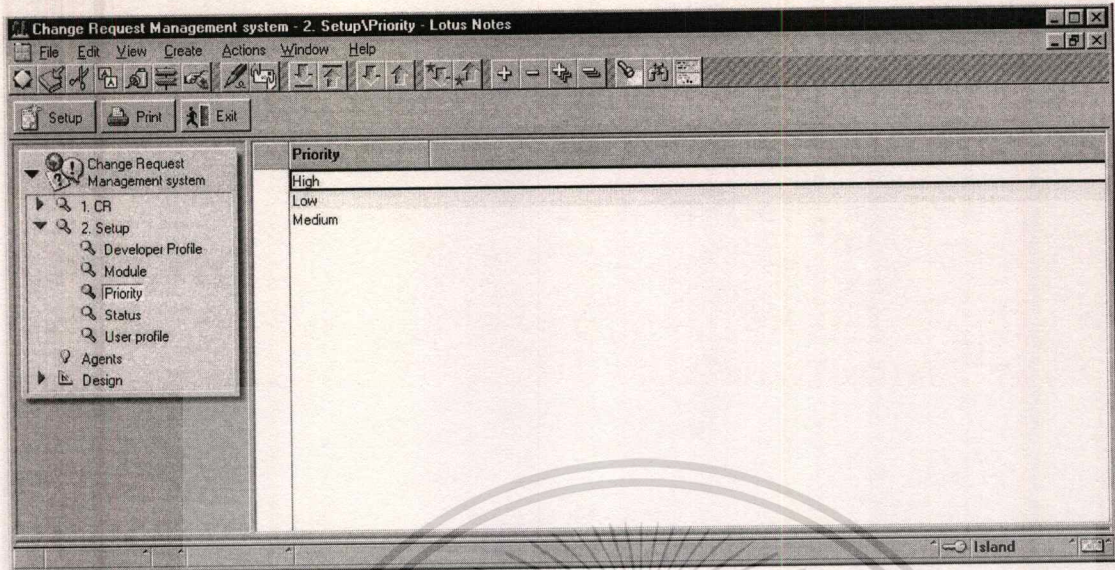 Change Request Management system - 2. Setup\Priority - Lotus Notes
File Edit View Create Actions Window Help
Setup Print Exit
Change Request
Management system
1. CR
2. Setup
Developer Profile
Module
Priority
Status
User profile
Agents
Design
Priority
High
Low
Medium
Island